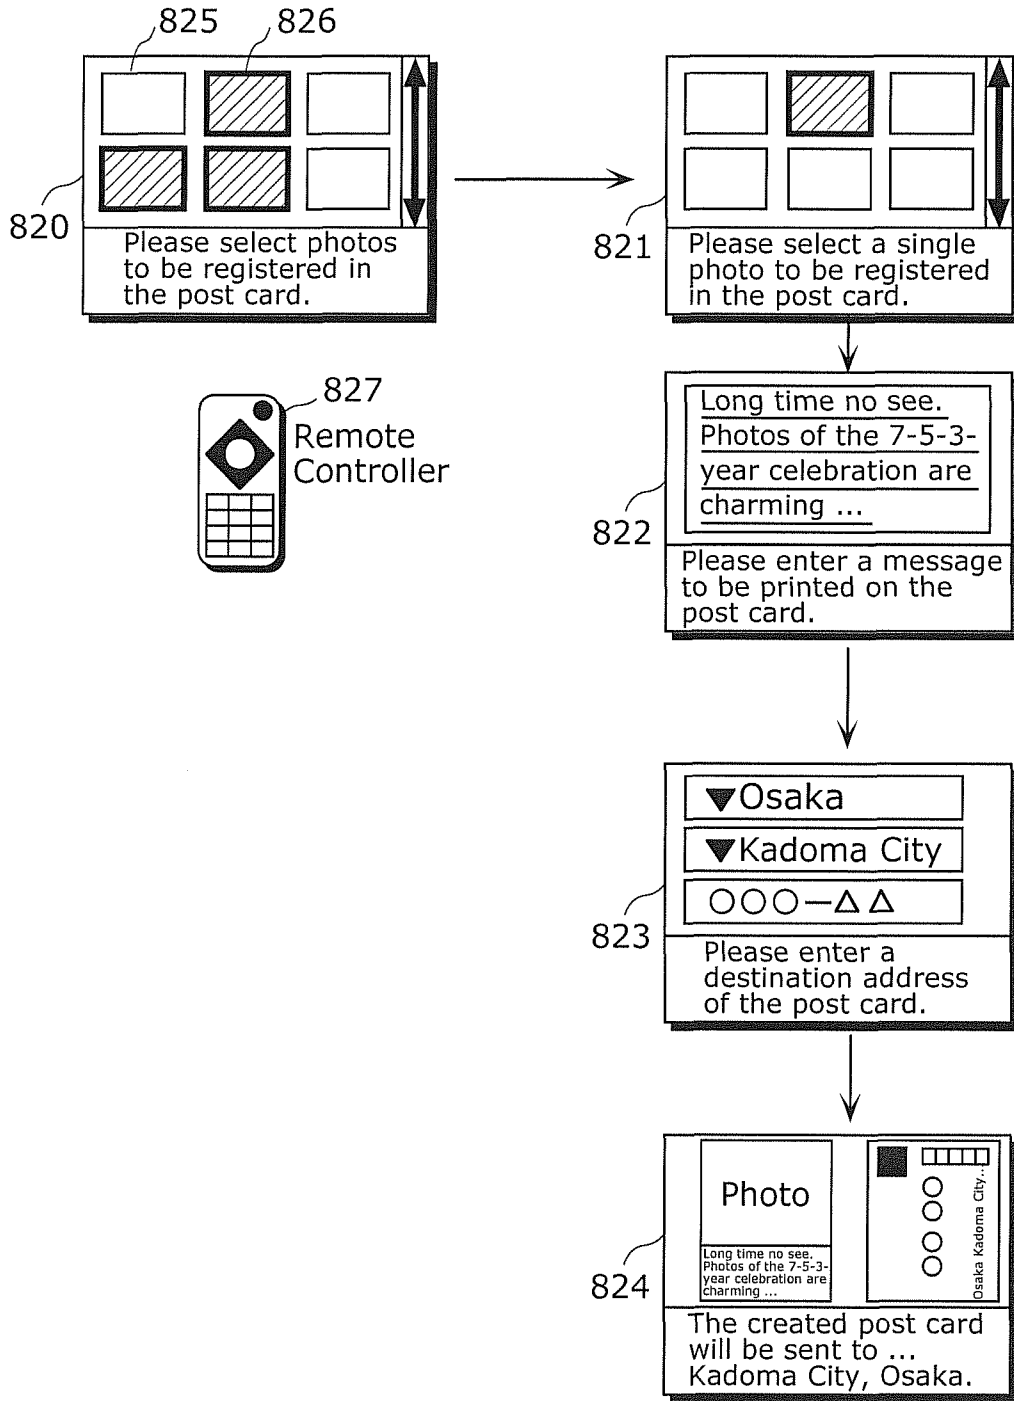 825
826
820
Please select photos
to be registered in
the post card.
821
Please select a single
photo to be registered
in the post card.
827
Remote
Controller
Long time no see.
Photos of the 7-5-3-
year celebration are
charming ...
822
Please enter a message
to be printed on the
post card.
▼Osaka
▼Kadoma City
○○○—△△
823
Please enter a
destination address
of the post card.
Photo
Long time no see.
Photos of the 7-5-3-
year celebration are
charming ...
Osaka Kadoma City...
824
The created post card
will be sent to ...
Kadoma City, Osaka.